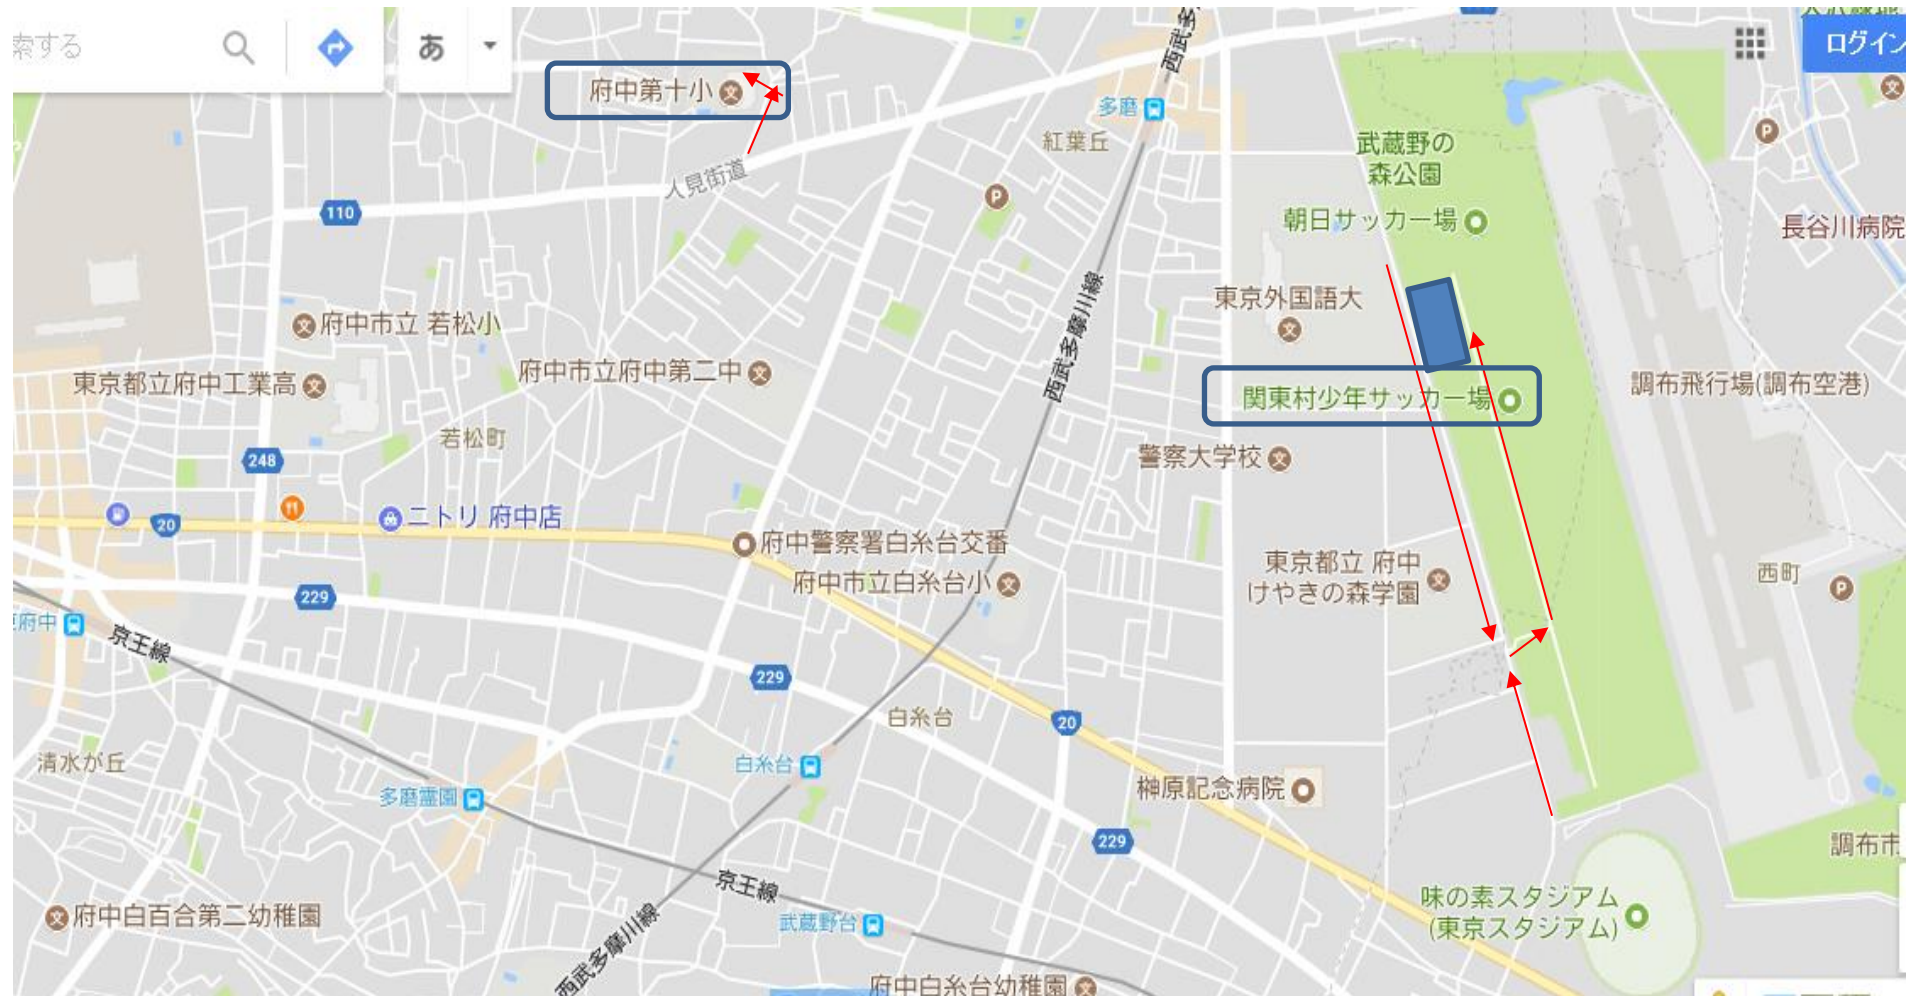 索する
あ
ログイン
府中第十小
多磨
紅葉丘
人見街道
110
武蔵野の
森公園
朝日サッカー場
長谷川病院
西武多摩川線
東京外国語大
府中市立 若松小
府中市立府中第二中
東京都立府中工業高
関東村少年サッカー場
調布飛行場(調布空港)
若松町
248
警察大学校
20
ニトリ 府中店
府中警察署白糸台交番
府中市立白糸台小
東京都立 府中
けやきの森学園
西町
229
府中
京王線
229
白糸台
20
清水が丘
白糸台
多磨霊園
榊原記念病院
229
調布市
京王線
味の素スタジアム
(東京スタジアム)
府中白百合第二幼稚園
武蔵野台
西武多摩川線
府中白糸台幼稚園